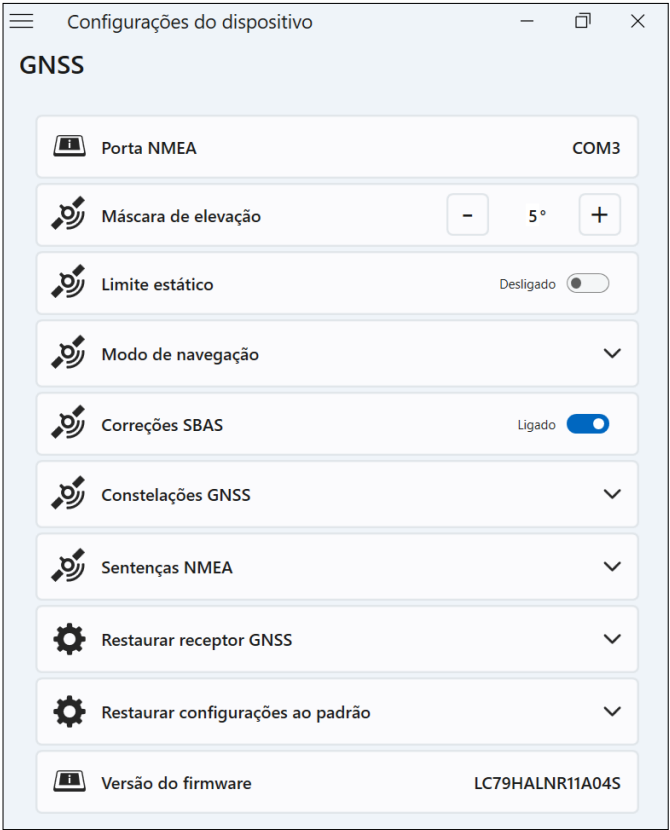 Configurações do dispositivo
GNSS
Porta NMEA COM3
Máscara de elevação - 5° +
Limite estático Desligado
Modo de navegação
Correções SBAS Ligado
Constelações GNSS
Sentenças NMEA
Restaurar receptor GNSS
Restaurar configurações ao padrão
Versão do firmware LC79HALNR11A04S